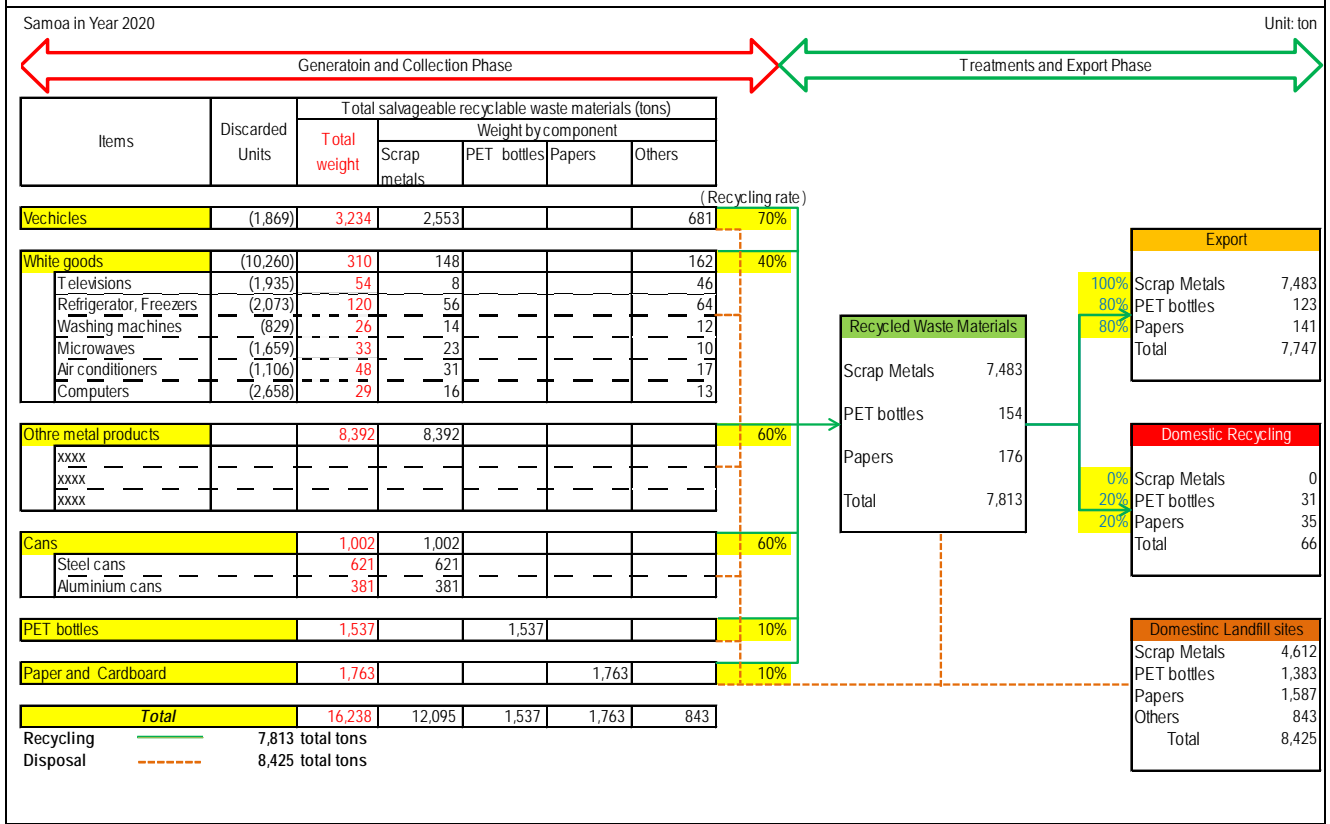 Samoa in Year 2020 Unit: ton
Generatoin and Collection Phase Treatments and Export Phase
Items Discarded Units Total salvageable recyclable waste materials (tons)
Total weight Weight by component
Scrap metals PET bottles Papers Others
(Recycling rate)
Vechicles (1,869) 3,234 2,553 681 70%
White goods (10,260) 310 148 162 40%
Televisions (1,935) 54 8 46
Refrigerator, Freezers (2,073) 120 56 64
Washing machines (829) 26 14 12
Microwaves (1,659) 33 23 10
Air conditioners (1,106) 48 31 17
Computers (2,658) 29 16 13
Othre metal products 8,392 8,392 60%
xxxx
xxxx
xxxx
Cans 1,002 1,002 60%
Steel cans 621 621
Aluminium cans 381 381
PET bottles 1,537 1,537 10%
Paper and Cardboard 1,763 1,763 10%
Total 16,238 12,095 1,537 1,763 843
Recycling 7,813 total tons
Disposal 8,425 total tons
Recycled Waste Materials
Scrap Metals 7,483
PET bottles 154
Papers 176
Total 7,813
Export
100% Scrap Metals 7,483
80% PET bottles 123
80% Papers 141
Total 7,747
Domestic Recycling
0% Scrap Metals 0
20% PET bottles 31
20% Papers 35
Total 66
Domestinc Landfill sites
Scrap Metals 4,612
PET bottles 1,383
Papers 1,587
Others 843
Total 8,425